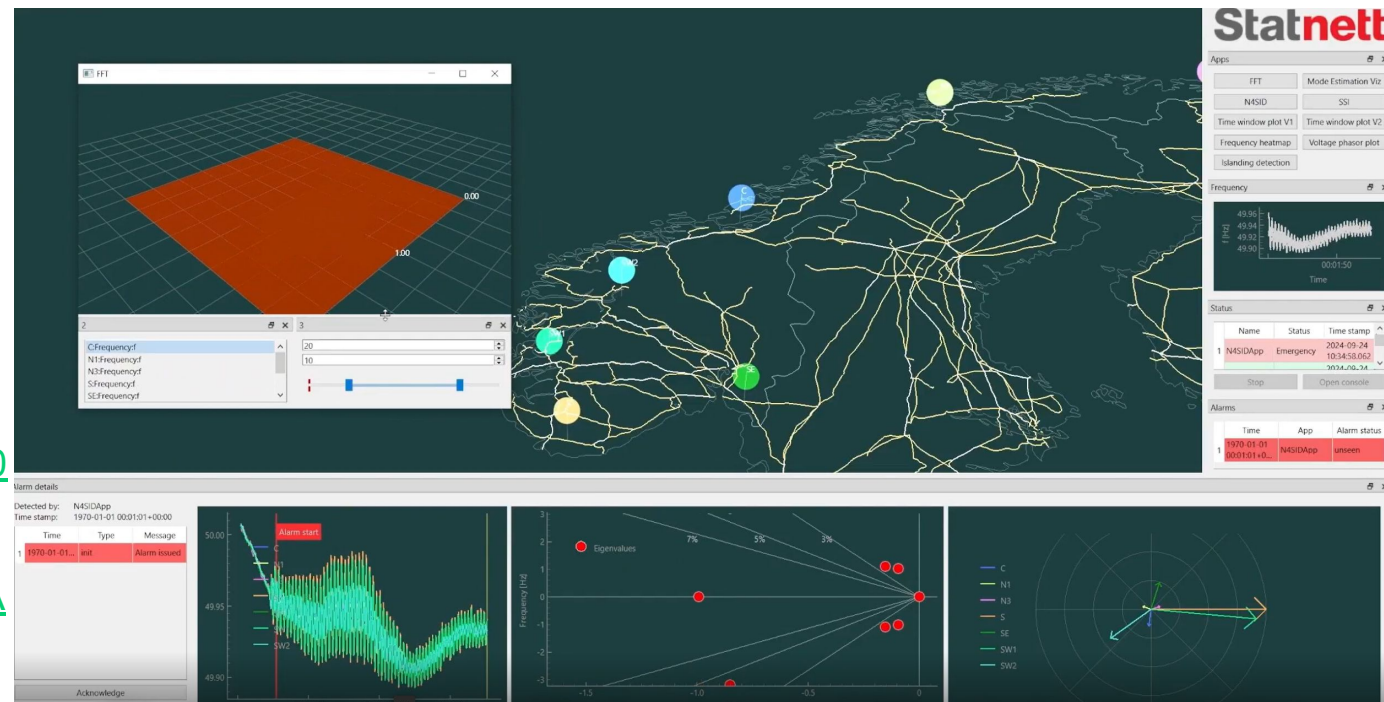 Statnett
Apps
FFT
Mode Estimation Viz
N4SID
SSI
Time window plot V1
Time window plot V2
Frequency heatmap
Voltage phasor plot
Islanding detection
FFT
0.00
1.00
2
3
C:Frequency:f
N1:Frequency:f
N3:Frequency:f
S:Frequency:f
SE:Frequency:f
20
10
C
SW2
SW1
SE
Frequency
49.96
49.94
49.92
49.90
f [Hz]
00:01:50
Time
Status
Name Status Time stamp
1 N4SIDApp Emergency 2024-09-24
10:34:58.062
2024-09-24
Stop
Open console
Alarms
Time App Alarm status
1 1970-01-01
00:01:01+0... N4SIDApp unseen
Alarm details
Detected by: N4SIDApp
Time stamp: 1970-01-01 00:01:01+00:00
Time Type Message
1 1970-01-01... init Alarm issued
Acknowledge
50.00
49.95
49.90
Alarm start
C
N1
SW2
Eigenvalues
7%
5%
3%
Frequency [Hz]
3
2
1
0
-1
-2
-3
-1.5
-1.0
-0.5
0
C
N1
N3
S
SE
SW1
SW2